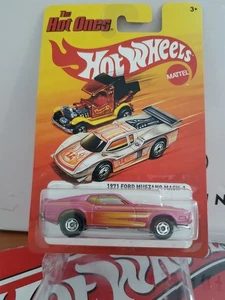 The
Hot Ones
3+
Hot Wheels
MATTEL
1971 FORD MUSTANG MACH 1